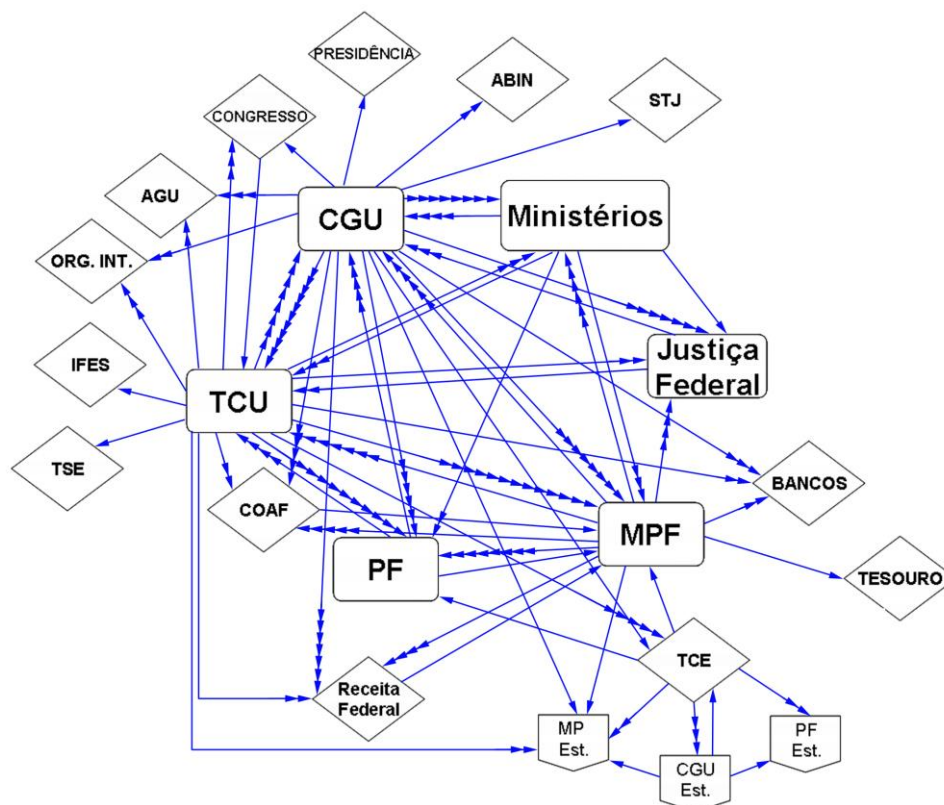 PRESIDÊNCIA
ABIN
STJ
CONGRESSO
AGU
CGU
Ministérios
ORG. INT.
Justiça
Federal
IFES
TCU
TSE
BANCOS
COAF
MPF
PF
TESOURO
TCE
Receita
Federal
MP
Est.
PF
Est.
CGU
Est.